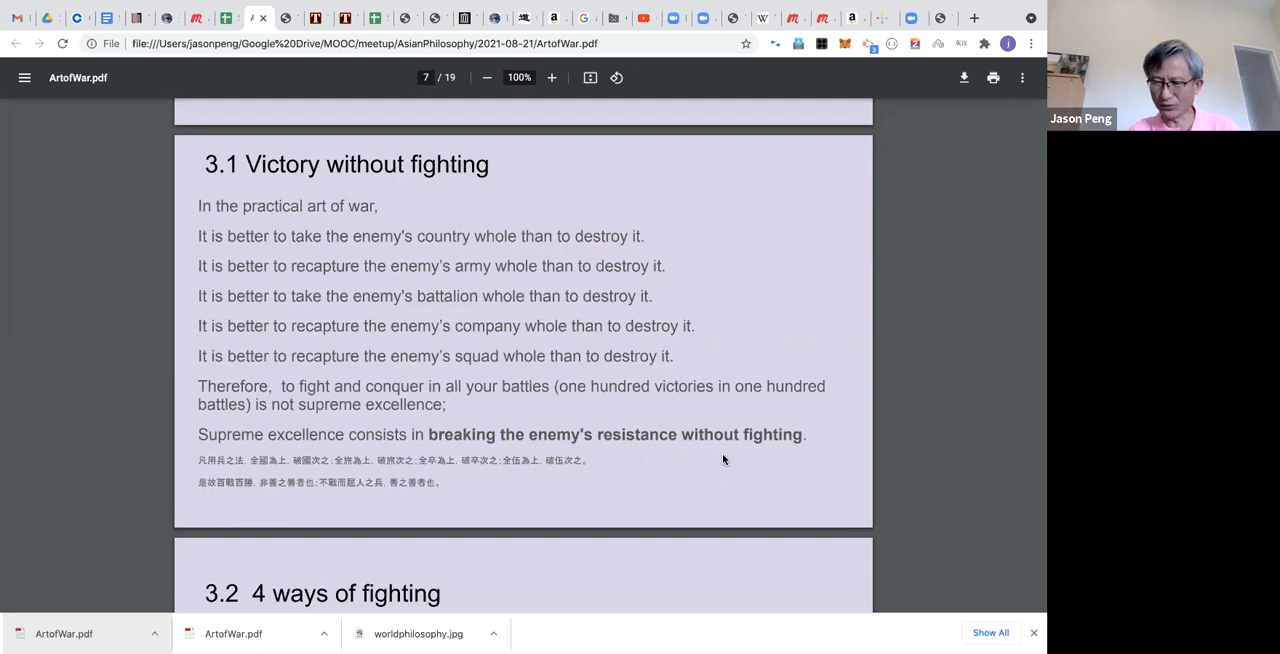 File
file:///Users/jasonpeng/Google%20Drive/MOOC/meetup/AsianPhilosophy/2021-08-21/ArtofWar.pdf
ArtofWar.pdf
7 / 19
100%
Jason Peng
3.1 Victory without fighting
In the practical art of war,
It is better to take the enemy's country whole than to destroy it.
It is better to recapture the enemy's army whole than to destroy it.
It is better to take the enemy's battalion whole than to destroy it.
It is better to recapture the enemy's company whole than to destroy it.
It is better to recapture the enemy's squad whole than to destroy it.
Therefore,  to fight and conquer in all your battles (one hundred victories in one hundred
battles) is not supreme excellence;
Supreme excellence consists in breaking the enemy's resistance without fighting.
凡用兵之法, 全國為上, 破國次之;全旅為上, 破旅次之;全卒為上, 破卒次之;全伍為上, 破伍次之。
是故百戰百勝, 非善之善者也;不戰而屈人之兵, 善之善者也。
3.2  4 ways of fighting
ArtofWar.pdf
ArtofWar.pdf
worldphilosophy.jpg
Show All